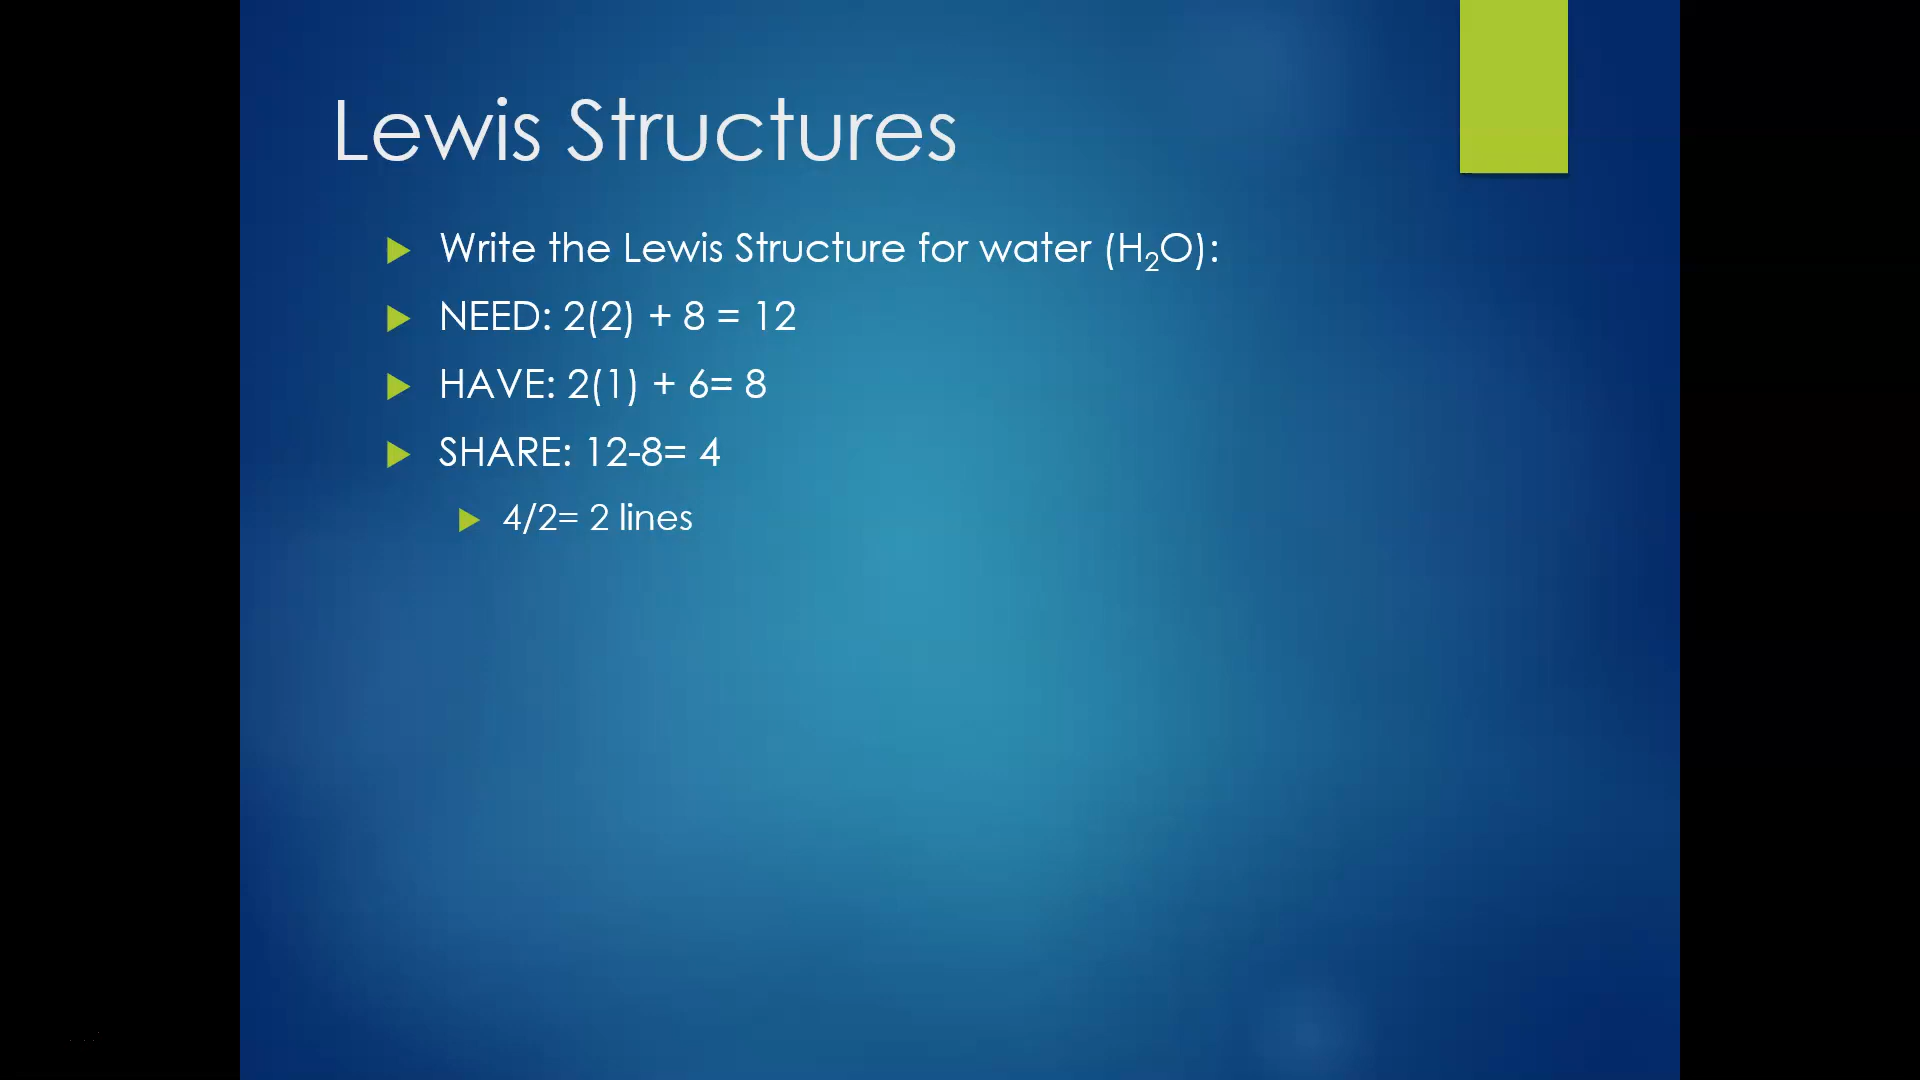 Lewis Structures
Write the Lewis Structure for water (H₂O):
NEED: 2(2) + 8 = 12
HAVE: 2(1) + 6= 8
SHARE: 12-8= 4
4/2= 2 lines